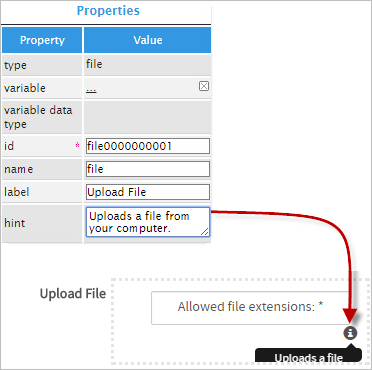 Properties
Property Value
type file
variable ...
variable data
type
id * file0000000001
name file
label Upload File
hint Uploads a file from
your computer.
Upload File
Allowed file extensions: *
Uploads a file